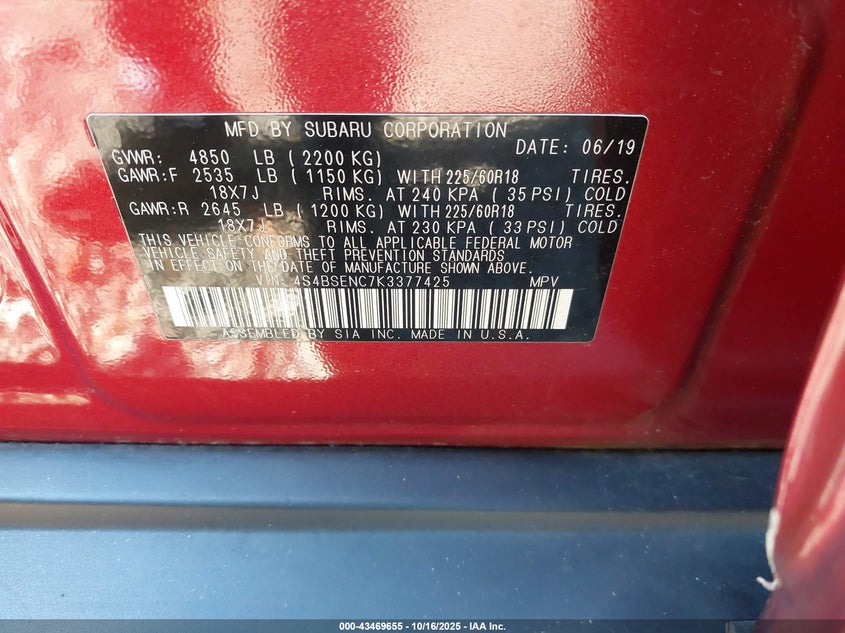 MFD BY SUBARU CORPORATION
DATE: 06/19
GVWR: 4850 LB (2200 KG)
GAWR:F 2535 LB (1150 KG) WITH 225/60R18 TIRES.
18X7J RIMS. AT 240 KPA (35 PSI) COLD
GAWR:R 2645 LB (1200 KG) WITH 225/60R18 TIRES.
18X7J RIMS. AT 230 KPA (33 PSI) COLD
THIS VEHICLE CONFORMS TO ALL APPLICABLE FEDERAL MOTOR
VEHICLE SAFETY AND THEFT PREVENTION STANDARDS
IN EFFECT ON THE DATE OF MANUFACTURE SHOWN ABOVE.
VIN: 4S4BSENC7K3377425 MPV
ASSEMBLED BY SIA INC. MADE IN U.S.A.
000-43469655 - 10/16/2025 - IAA Inc.